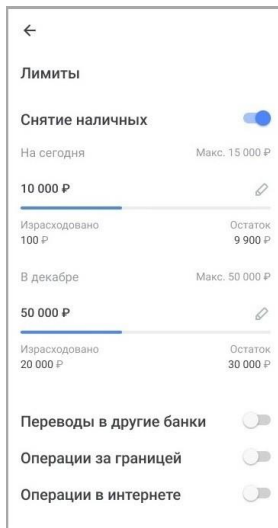 Лимиты
Снятие наличных
На сегодня Макс. 15 000 ₽
10 000 ₽
Израсходовано Остаток
100 ₽ 9 900 ₽
В декабре Макс. 50 000 ₽
50 000 ₽
Израсходовано Остаток
20 000 ₽ 30 000 ₽
Переводы в другие банки
Операции за границей
Операции в интернете